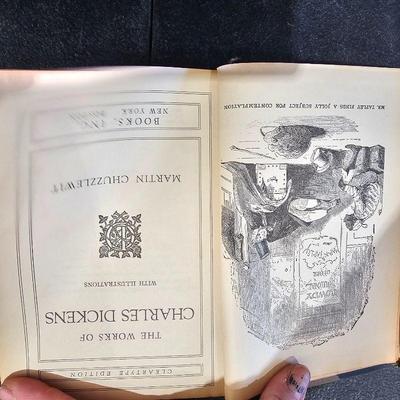 MR. TAPLEY FINDS A JOLLY SUBJECT FOR CONTEMPLATION
CLEARTYPE EDITION
THE WORKS OF
CHARLES DICKENS
WITH ILLUSTRATIONS
MARTIN CHUZZLEWIT
BOOKS, INC.
NEW YORK